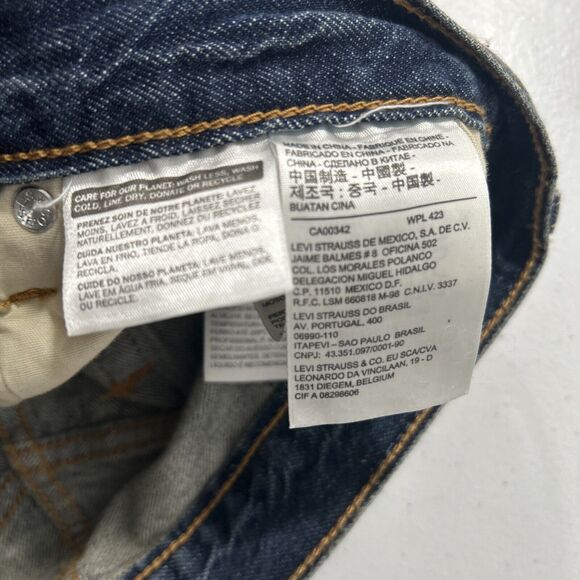 CARE FOR OUR PLANET: WASH LESS, WASH
COLD, LINE DRY, DONATE OR RECYCLE
PRENEZ SOIN DE NOTRE PLANÈTE: LAVEZ
MOINS, LAVEZ À FROID, LAISSEZ SÉCHER
NATURELLEMENT, DONNEZ OU RECYCLEZ
CUIDA NUESTRO PLANETA: LAVA MENOS,
LAVA EN FRIO, TIENDE LA ROPA, DONA O
RECICLA.
CUIDE DO NOSSO PLANETA: LAVE MENOS,
LAVE EM ÁGUA FRIA, SEQUE EM VARAL, DOE
OU RECICLE.
MADE IN CHINA - FABRIQUE EN CHINE -
FABRICADO EN CHINA - FABRICADO NA
CHINA - СДЕЛАНО В КИТАЕ -
中国制造 - 中國製 -
제조국: 중국 - 中国製 -
BUATAN CINA
CA00342 WPL 423
LEVI STRAUSS DE MEXICO, S.A. DE C.V.
JAIME BALMES # 8 OFICINA 502
COL. LOS MORALES POLANCO
DELEGACION MIGUEL HIDALGO
C.P. 11510 MEXICO D.F.
R.F.C. LSM 660818 M-98 C.N.I.V. 3337
LEVI STRAUSS DO BRASIL
AV. PORTUGAL, 400
06990-110
ITAPEVI - SAO PAULO BRASIL
CNPJ: 43.351.097/0001-90
LEVI STRAUSS & CO. EU SCA/CVA
LEONARDO DA VINCILAAN, 19 - D
1831 DIEGEM, BELGIUM
CIF A 08298606